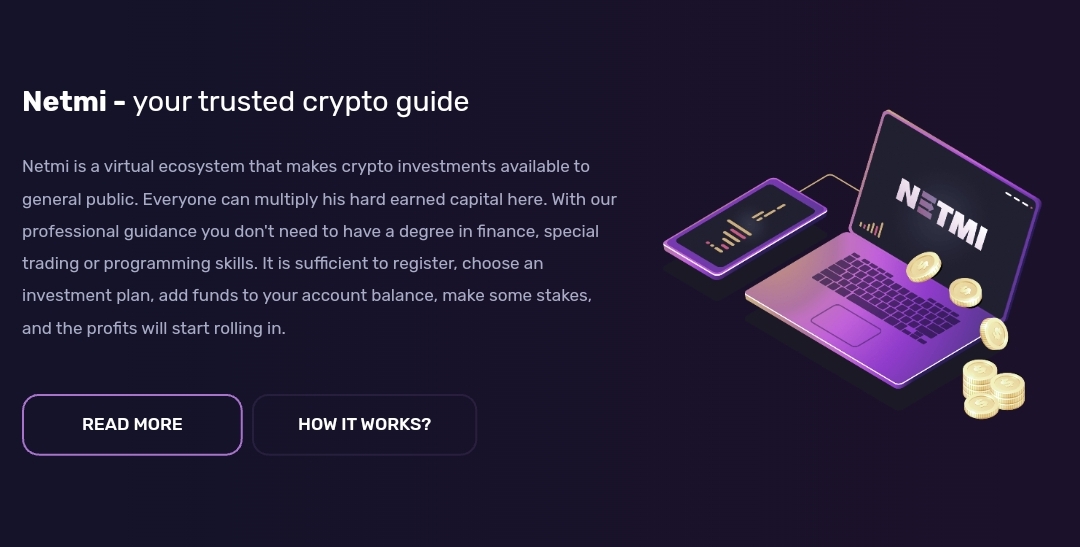 Netmi - your trusted crypto guide
Netmi is a virtual ecosystem that makes crypto investments available to
general public. Everyone can multiply his hard earned capital here. With our
professional guidance you don't need to have a degree in finance, special
trading or programming skills. It is sufficient to register, choose an
investment plan, add funds to your account balance, make some stakes,
and the profits will start rolling in.
READ MORE
HOW IT WORKS?
NETMI